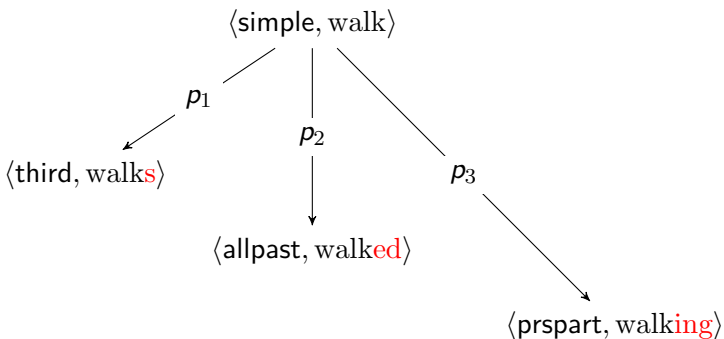 ⟨simple, walk⟩
p₁
p₂
⟨third, walks⟩
p₃
⟨allpast, walked⟩
⟨prspart, walking⟩